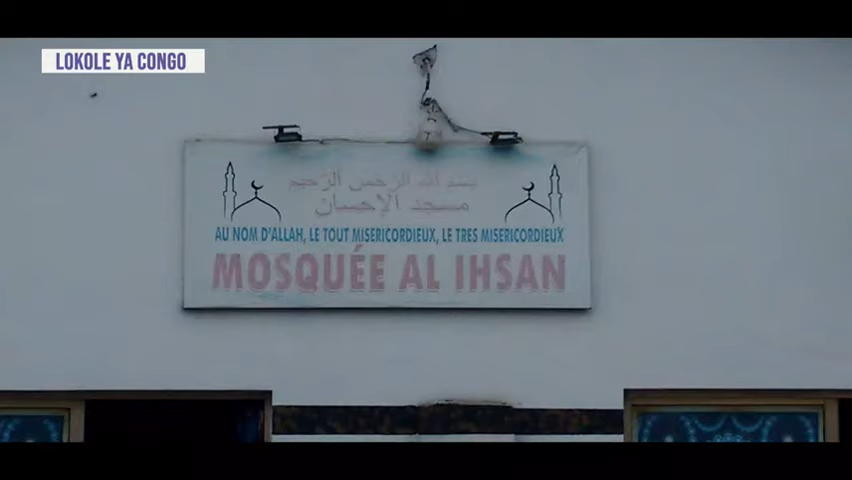 LOKOLE YA CONGO
بسم الله الرحمن الرحيم
مسجد الإحسان
AU NOM D'ALLAH, LE TOUT MISERICORDIEUX, LE TRES MISERICORDIEUX
MOSQUÉE AL IHSAN